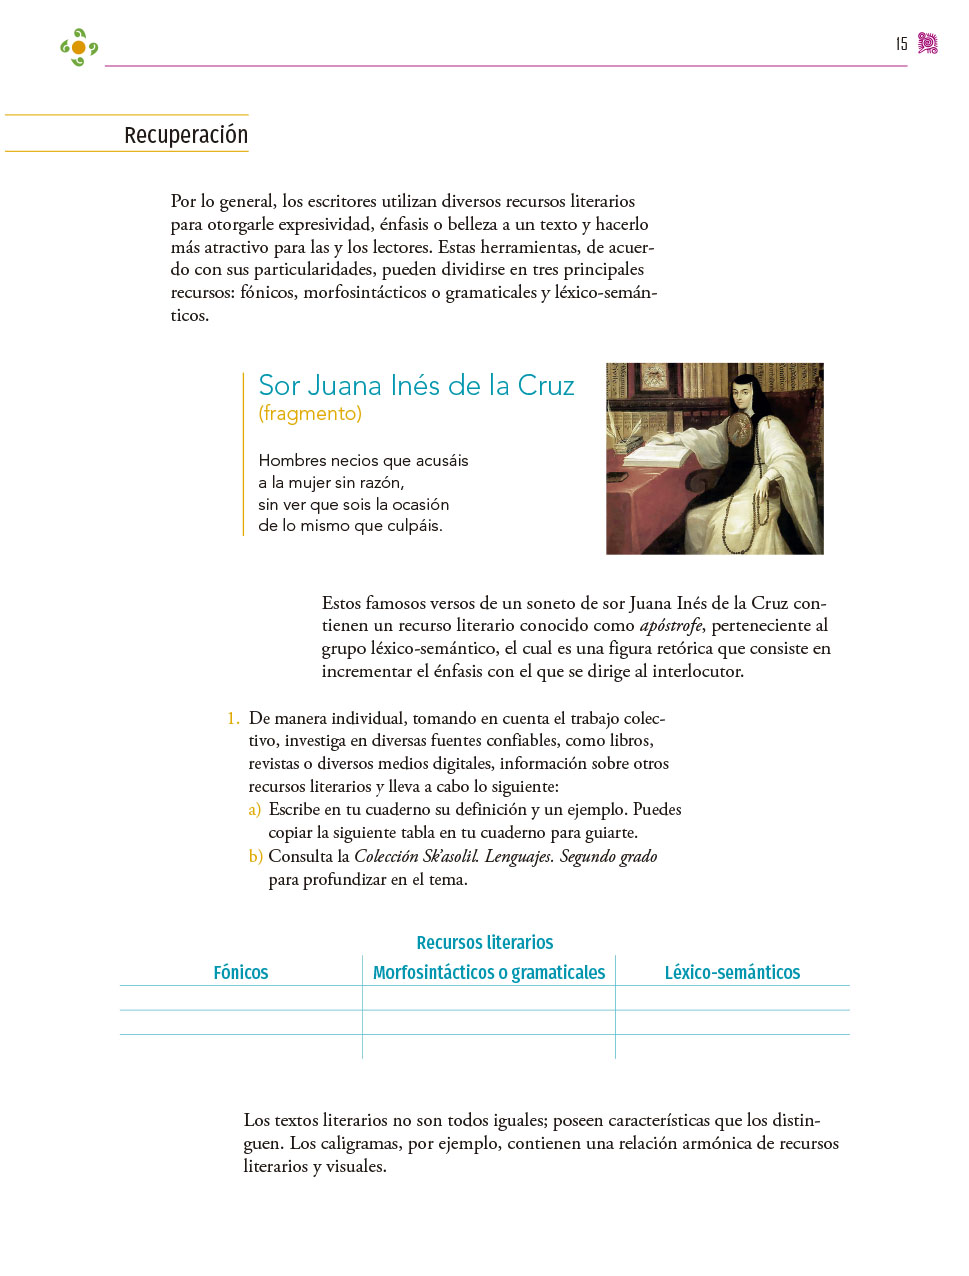 15
Recuperación
Por lo general, los escritores utilizan diversos recursos literarios
para otorgarle expresividad, énfasis o belleza a un texto y hacerlo
más atractivo para las y los lectores. Estas herramientas, de acuer-
do con sus particularidades, pueden dividirse en tres principales
recursos: fónicos, morfosintácticos o gramaticales y léxico-semán-
ticos.
Sor Juana Inés de la Cruz
(fragmento)
Hombres necios que acusáis
a la mujer sin razón,
sin ver que sois la ocasión
de lo mismo que culpáis.
Estos famosos versos de un soneto de sor Juana Inés de la Cruz con-
tienen un recurso literario conocido como apóstrofe, perteneciente al
grupo léxico-semántico, el cual es una figura retórica que consiste en
incrementar el énfasis con el que se dirige al interlocutor.
1. De manera individual, tomando en cuenta el trabajo colec-
tivo, investiga en diversas fuentes confiables, como libros,
revistas o diversos medios digitales, información sobre otros
recursos literarios y lleva a cabo lo siguiente:
a) Escribe en tu cuaderno su definición y un ejemplo. Puedes
copiar la siguiente tabla en tu cuaderno para guiarte.
b) Consulta la Colección Sk’asolil. Lenguajes. Segundo grado
para profundizar en el tema.
Recursos literarios
Fónicos Morfosintácticos o gramaticales Léxico-semánticos
Los textos literarios no son todos iguales; poseen características que los distin-
guen. Los caligramas, por ejemplo, contienen una relación armónica de recursos
literarios y visuales.